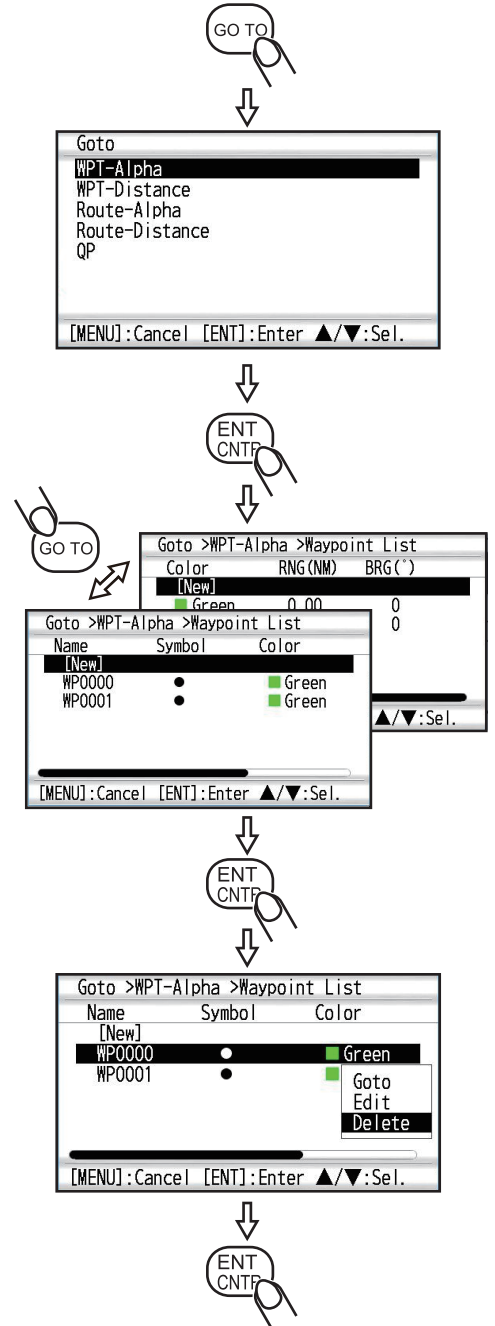 GO TO
Goto
WPT-Alpha
WPT-Distance
Route-Alpha
Route-Distance
QP
[MENU]:Cancel [ENT]:Enter ▲/▼:Sel.
ENT
CNTR
GO TO
Goto >WPT-Alpha >Waypoint List
Color RNG(NM) BRG(°)
[New]
Green 0.00 0
0
▲/▼:Sel.
Goto >WPT-Alpha >Waypoint List
Name Symbol Color
[New]
WP0000 ● Green
WP0001 ● Green
[MENU]:Cancel [ENT]:Enter ▲/▼:Sel.
ENT
CNTR
Goto >WPT-Alpha >Waypoint List
Name Symbol Color
[New]
WP0000 ● Green
WP0001 ●
Goto
Edit
Delete
[MENU]:Cancel [ENT]:Enter ▲/▼:Sel.
ENT
CNTR